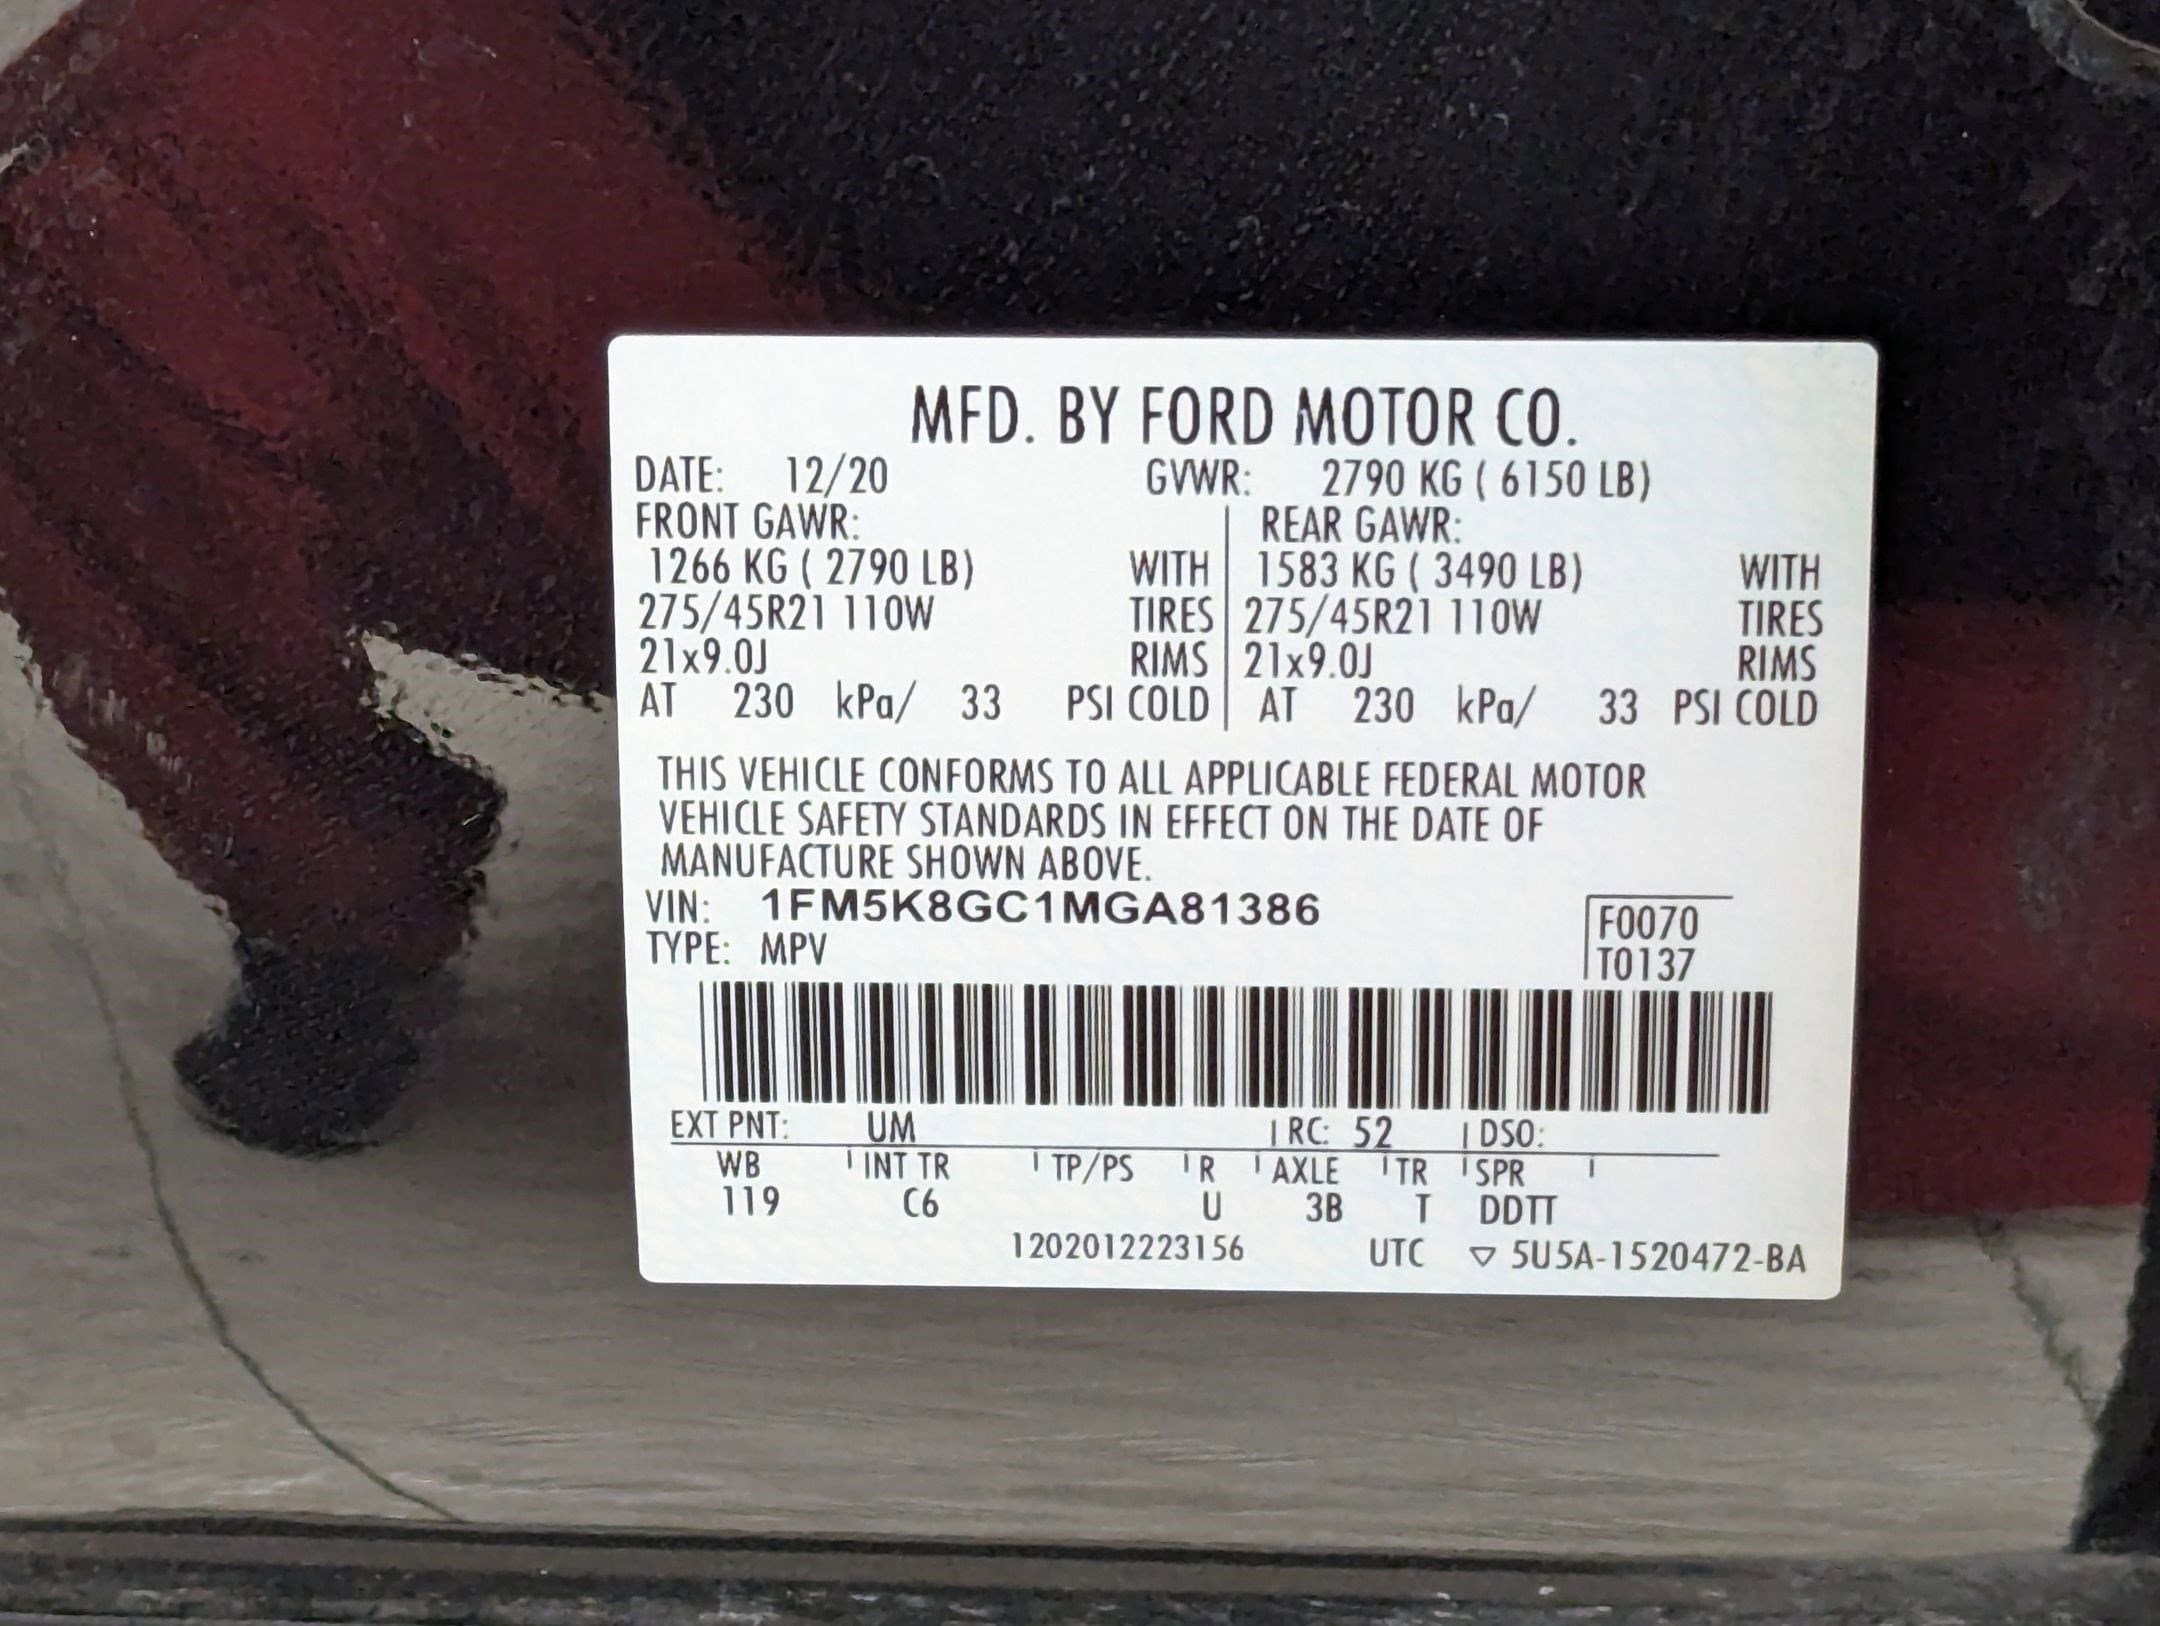 MFD. BY FORD MOTOR CO.
DATE: 12/20 GVWR: 2790 KG ( 6150 LB)
FRONT GAWR: REAR GAWR:
1266 KG ( 2790 LB) WITH 1583 KG ( 3490 LB) WITH
275/45R21 110W TIRES 275/45R21 110W TIRES
21x9.0J RIMS 21x9.0J RIMS
AT 230 kPa/ 33 PSI COLD AT 230 kPa/ 33 PSI COLD
THIS VEHICLE CONFORMS TO ALL APPLICABLE FEDERAL MOTOR
VEHICLE SAFETY STANDARDS IN EFFECT ON THE DATE OF
MANUFACTURE SHOWN ABOVE.
VIN: 1FM5K8GC1MGA81386
F0070
TYPE: MPV
T0137
EXT PNT: UM RC: 52 DSO:
WB INT TR TP/PS R AXLE TR SPR
119 C6 U 3B T DDTT
1202012223156 UTC ▽ 5U5A-1520472-BA